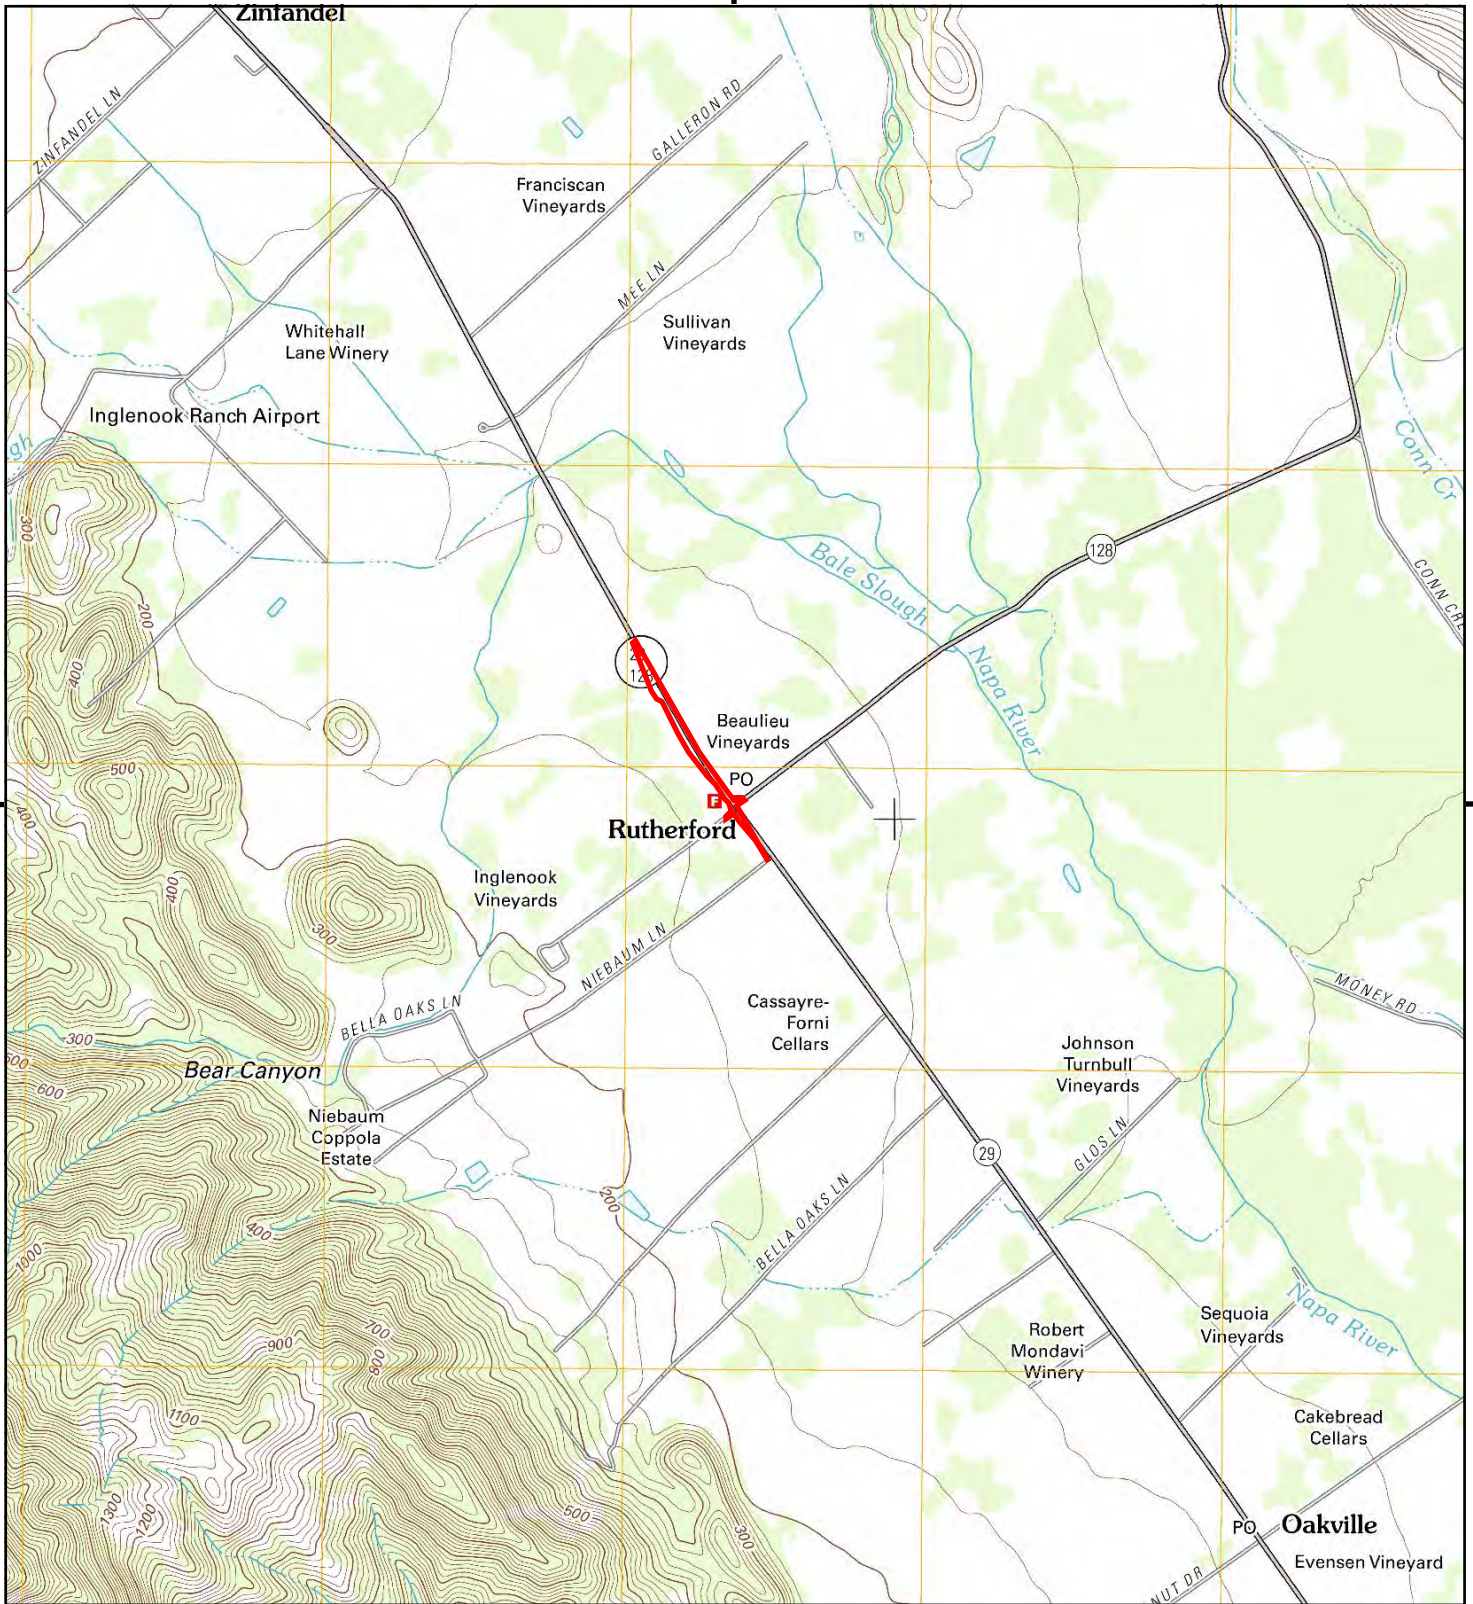 Zinfandel
ZINFANDEL LN
GALLERON RD
Franciscan
Vineyards
MEE LN
Sullivan
Vineyards
Whitehall
Lane Winery
Inglenook Ranch Airport
Conn Cr
300
128
Bale Slough
200
400
Napa River
Beaulieu
Vineyards
PO
500
400
F
Rutherford
Inglenook
Vineyards
400
300
NIEBAUM LN
MONEY RD
BELLA OAKS LN
Cassayre-
Forni
Cellars
300
Johnson
Turnbull
Vineyards
Bear Canyon
600
Niebaum
Coppola
Estate
GLOS LN
29
BELLA OAKS LN
200
400
1000
Napa River
Sequoia
Vineyards
Robert
Mondavi
Winery
700
900
800
1100
Cakebread
Cellars
1300
1200
500
300
PO
Oakville
Evensen Vineyard
NUT DR